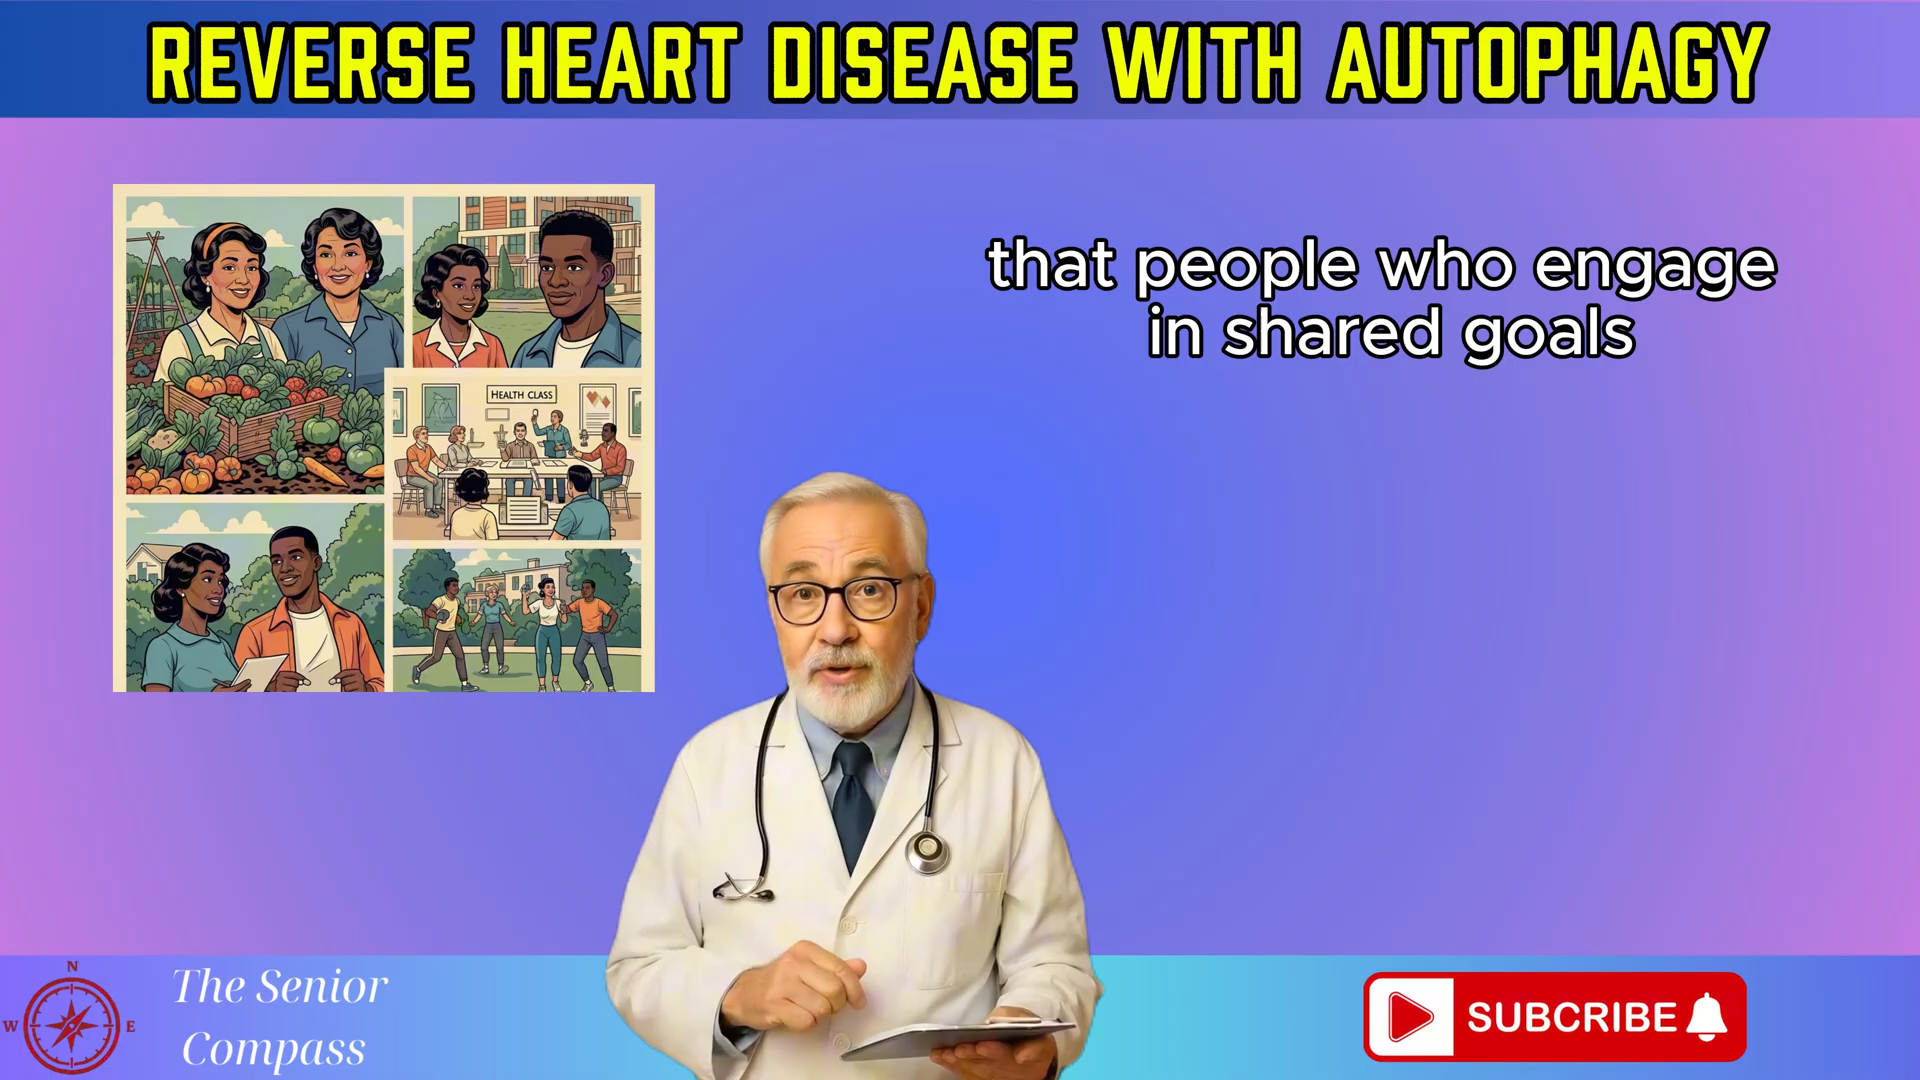 REVERSE HEART DISEASE WITH AUTOPHAGY
that people who engage
in shared goals
HEALTH CLASS
N
W
E
The Senior
Compass
SUBCRIBE